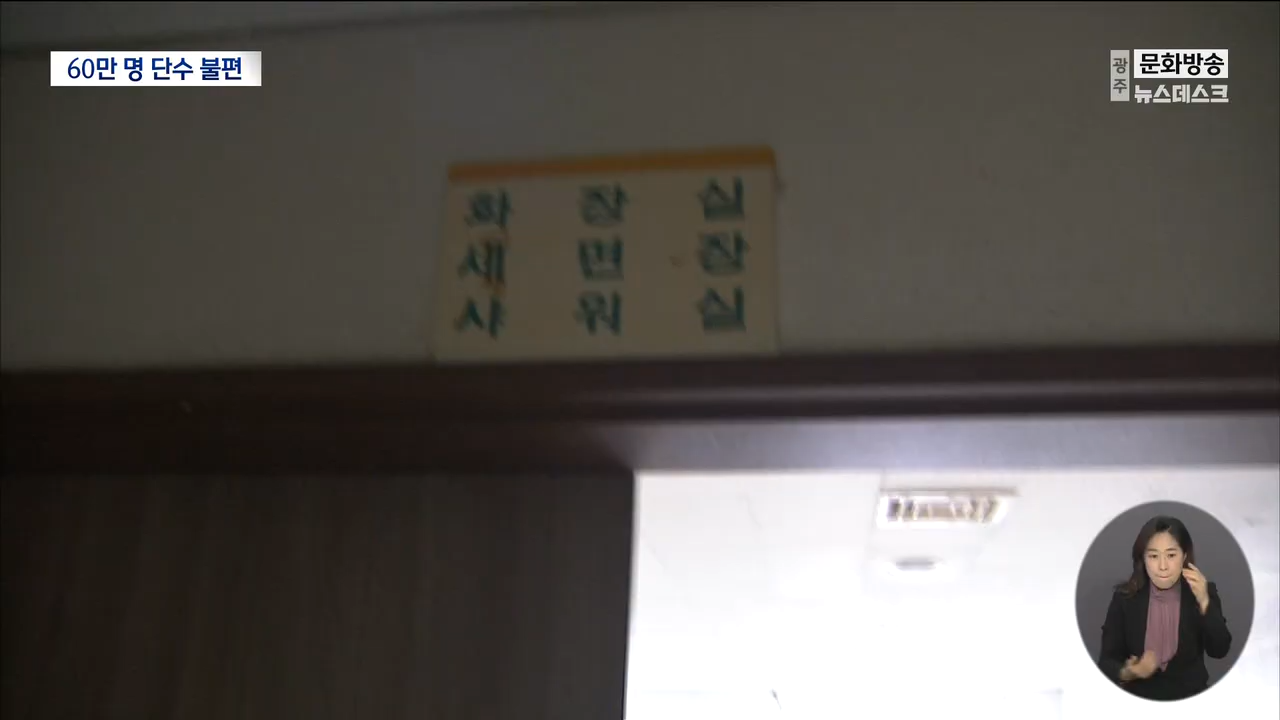 60만 명 단수 불편
광주
문화방송
뉴스데스크
화 장 실
세 면 장
샤 워 실